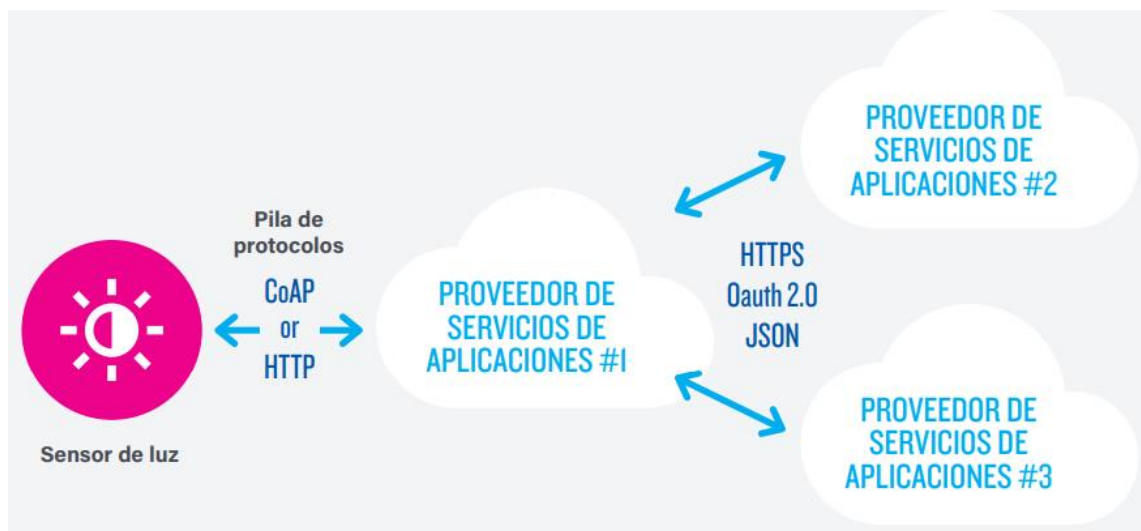 Pila de
protocolos
CoAP
or
HTTP
Sensor de luz
PROVEEDOR DE
SERVICIOS DE
APLICACIONES #1
HTTPS
Oauth 2.0
JSON
PROVEEDOR DE
SERVICIOS DE
APLICACIONES #2
PROVEEDOR DE
SERVICIOS DE
APLICACIONES #3